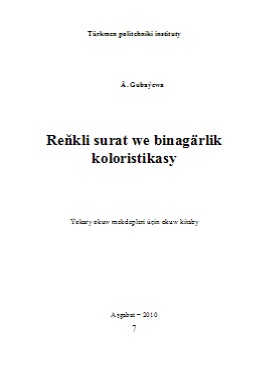 Türkmen politehniki instituty
Ä. Gubaýewa
Reňkli surat we binagärlik
koloristikasy
Ýokary okuw mekdepleri üçin okuw kitaby
Aşgabat – 2010
7